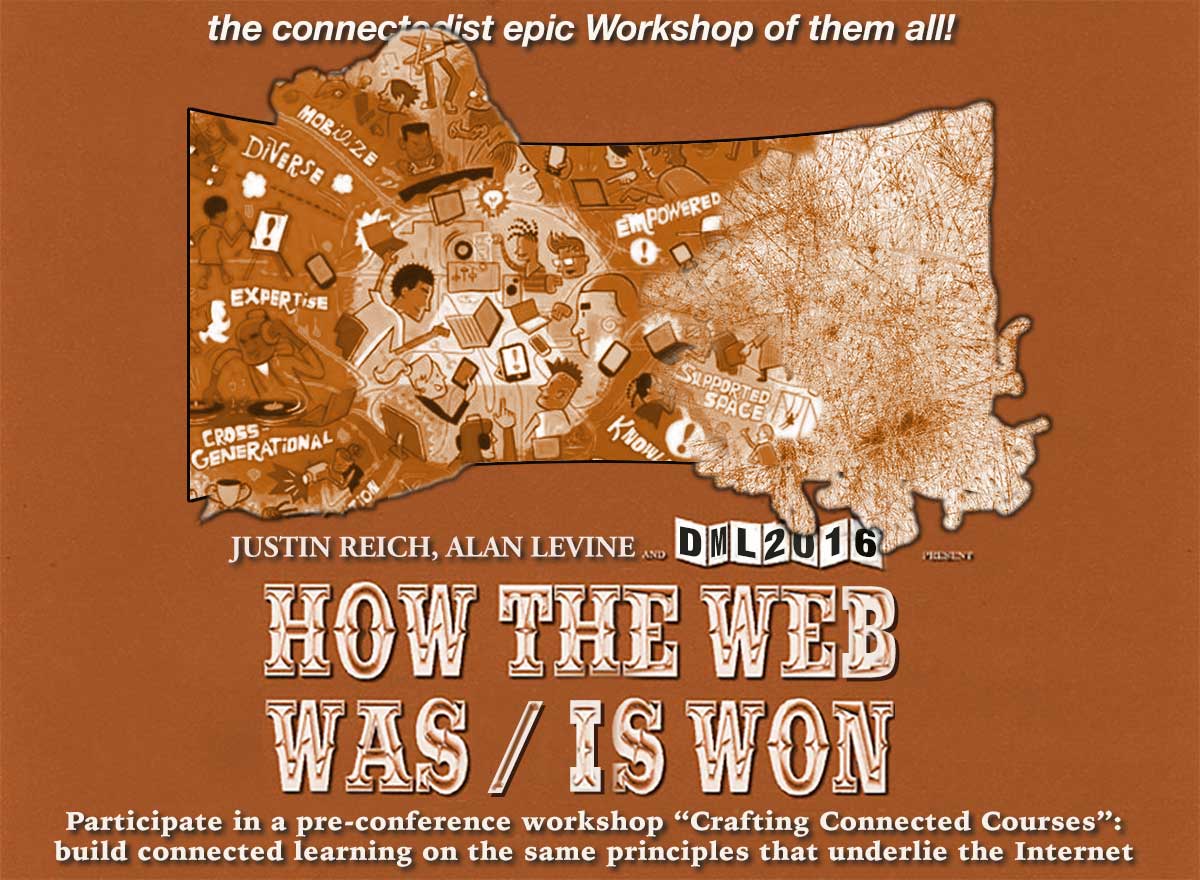 the connectedist epic Workshop of them all!
MOBILIZE
DIVERSE
EMPOWERED
EXPERTISE
SUPPORTED
SPACE
CROSS-
GENERATIONAL
KNOW
TION
JUSTIN REICH, ALAN LEVINE AND DML2016 PRESENT
HOW THE WEB
WAS / IS WON
Participate in a pre-conference workshop “Crafting Connected Courses”:
build connected learning on the same principles that underlie the Internet